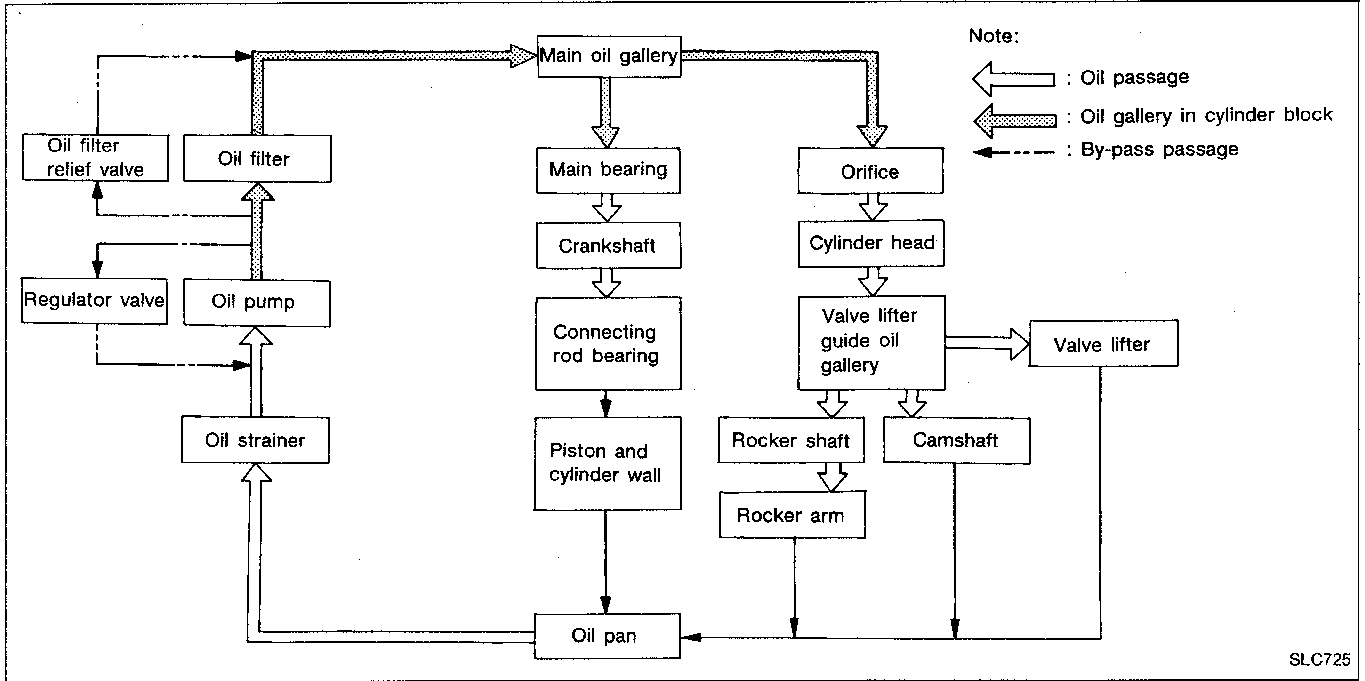 Main oil gallery
Note:
: Oil passage
: Oil gallery in cylinder block
: By-pass passage
Oil filter
relief valve
Oil filter
Main bearing
Orifice
Crankshaft
Cylinder head
Regulator valve
Oil pump
Connecting
rod bearing
Valve lifter
guide oil
gallery
Valve lifter
Oil strainer
Piston and
cylinder wall
Rocker shaft
Camshaft
Rocker arm
Oil pan
SLC725